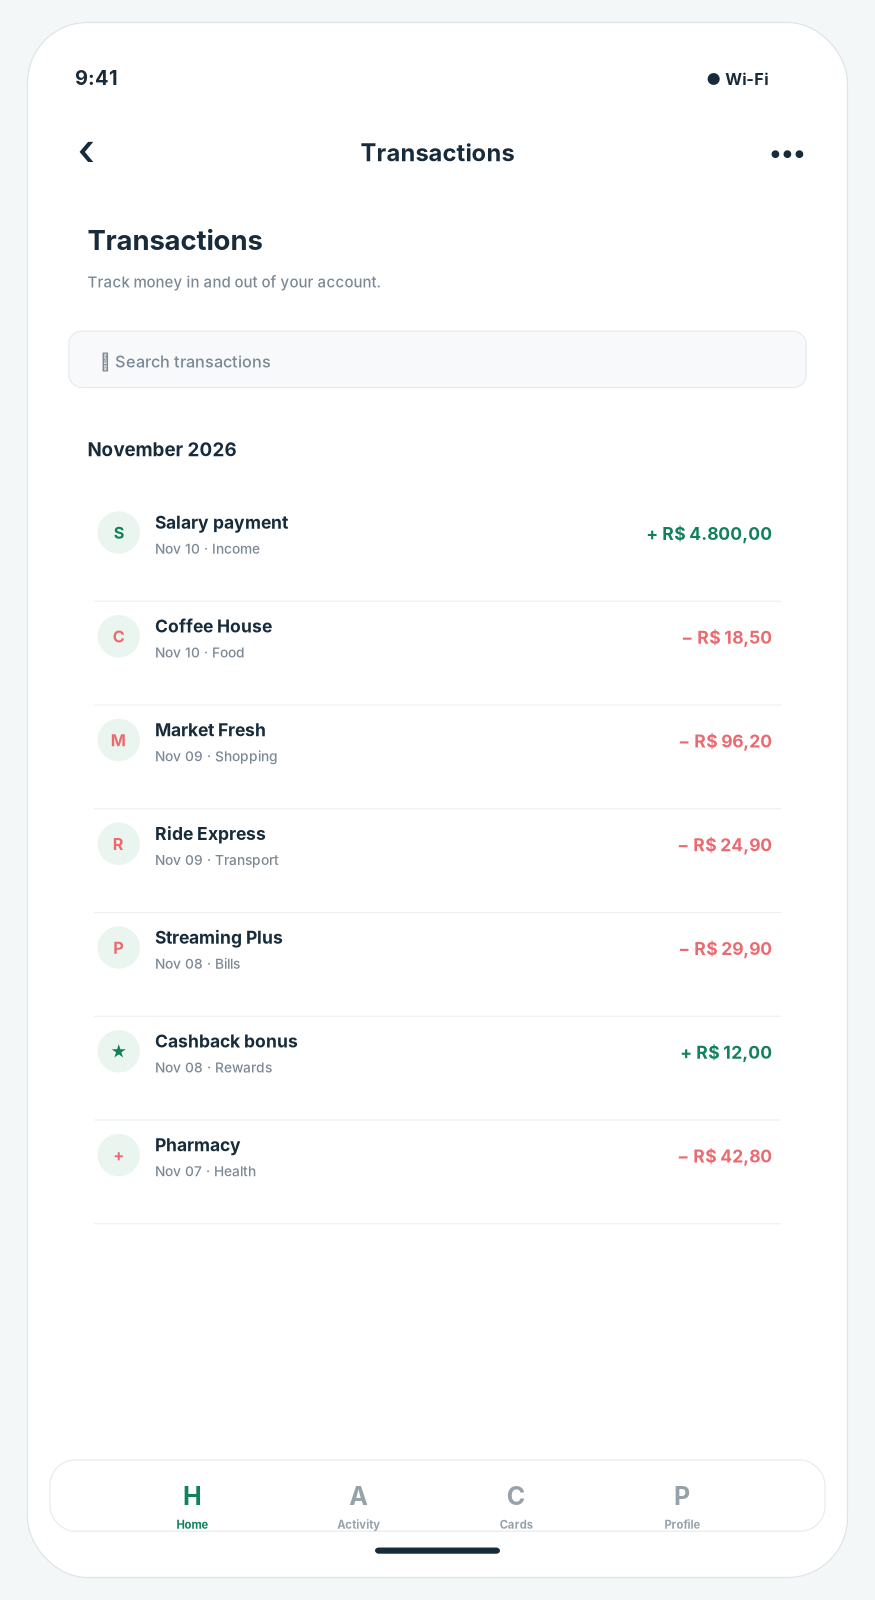 9:41
● Wi-Fi
‹
Transactions
•••
Transactions
Track money in and out of your account.
Search transactions
November 2026
S
Salary payment
Nov 10 · Income
+ R$ 4.800,00
C
Coffee House
Nov 10 · Food
– R$ 18,50
M
Market Fresh
Nov 09 · Shopping
– R$ 96,20
R
Ride Express
Nov 09 · Transport
– R$ 24,90
P
Streaming Plus
Nov 08 · Bills
– R$ 29,90
★
Cashback bonus
Nov 08 · Rewards
+ R$ 12,00
+
Pharmacy
Nov 07 · Health
– R$ 42,80
H
Home
A
Activity
C
Cards
P
Profile